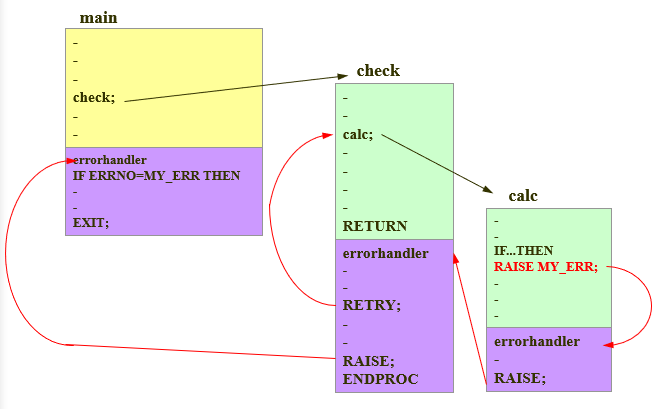 main
-
-
-
check;
-
-
errorhandler
IF ERRNO=MY_ERR THEN
-
-
EXIT;
check
-
-
calc;
-
-
-
-
RETURN
errorhandler
-
-
RETRY;
-
-
RAISE;
ENDPROC
calc
-
-
IF...THEN
RAISE MY_ERR;
-
-
-
errorhandler
-
RAISE;